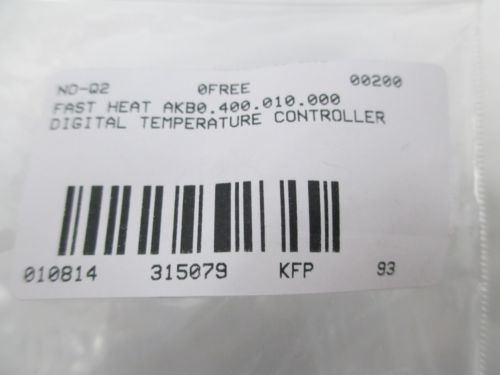 NO-Q2 0FREE 00200
FAST HEAT AKB0.400.010.000
DIGITAL TEMPERATURE CONTROLLER
010814 315079 KFP 93